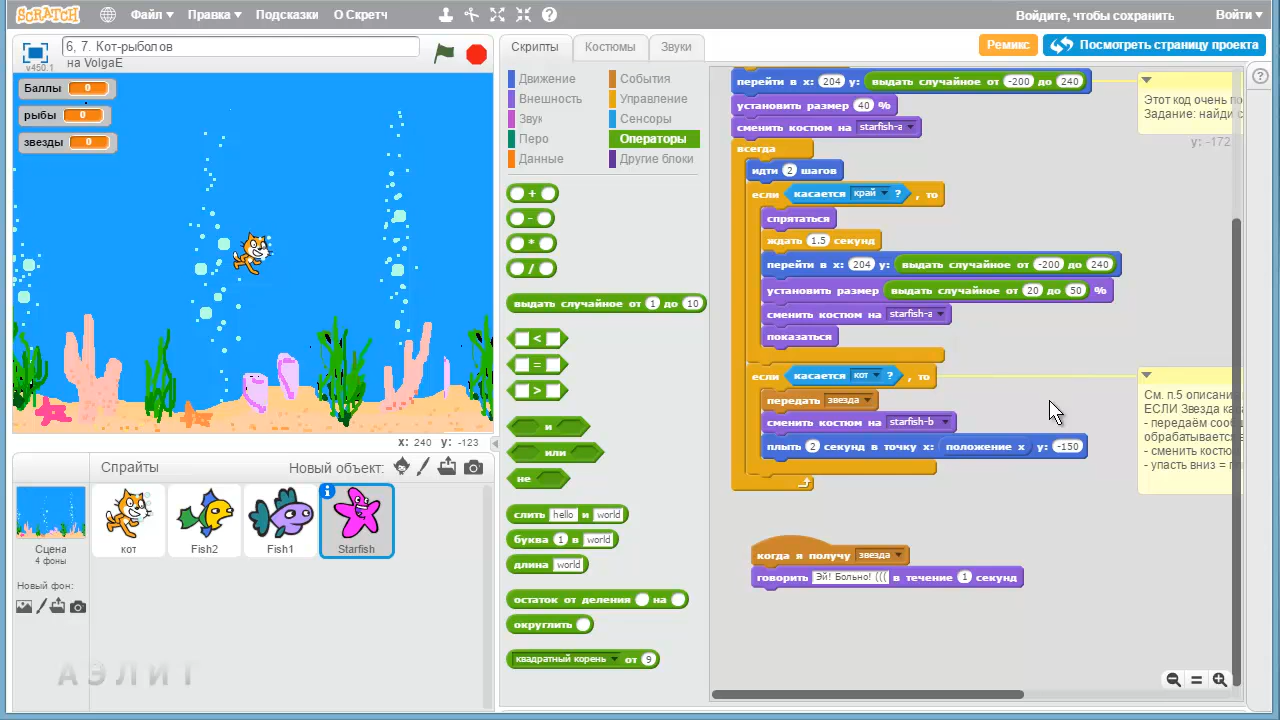 SCRATCH
Файл Правка Подсказки О Скретч
Войдите, чтобы сохранить
Войти
6, 7. Кот-рыболов
на VolgaE
v450.1
Скрипты Костюмы Звуки
Ремикс
Посмотреть страницу проекта
Баллы 0
рыбы 0
звезды 0
x: 240 y: -123
Спрайты
Новый объект:
Сцена
4 фоны
Новый фон:
кот
Fish2
Fish1
Starfish
АЭЛИТ
Движение
Внешность
Звук
Перо
Данные
События
Управление
Сенсоры
Операторы
Другие блоки
+
-
*
/
выдать случайное от 1 до 10
<
=
>
и
или
не
слить hello и world
буква 1 в world
длина world
остаток от деления на
округлить
квадратный корень от 9
перейти в x: 204 y: выдать случайное от -200 до 240
установить размер 40 %
сменить костюм на starfish-a
всегда
идти 2 шагов
если касается край ? , то
спрятаться
ждать 1.5 секунд
перейти в x: 204 y: выдать случайное от -200 до 240
установить размер выдать случайное от 20 до 50 %
сменить костюм на starfish-a
показаться
если касается кот ? , то
передать звезда
сменить костюм на starfish-b
плыть 2 секунд в точку x: положение x y: -150
когда я получу звезда
говорить Эй! Больно! ((( в течение 1 секунд
Этот код очень по
Задание: найди с
y: -172
См. п.5 описани
ЕСЛИ Звезда кас
- передаём сооб
обрабатывается
- сменить костю
- упасть вниз = п